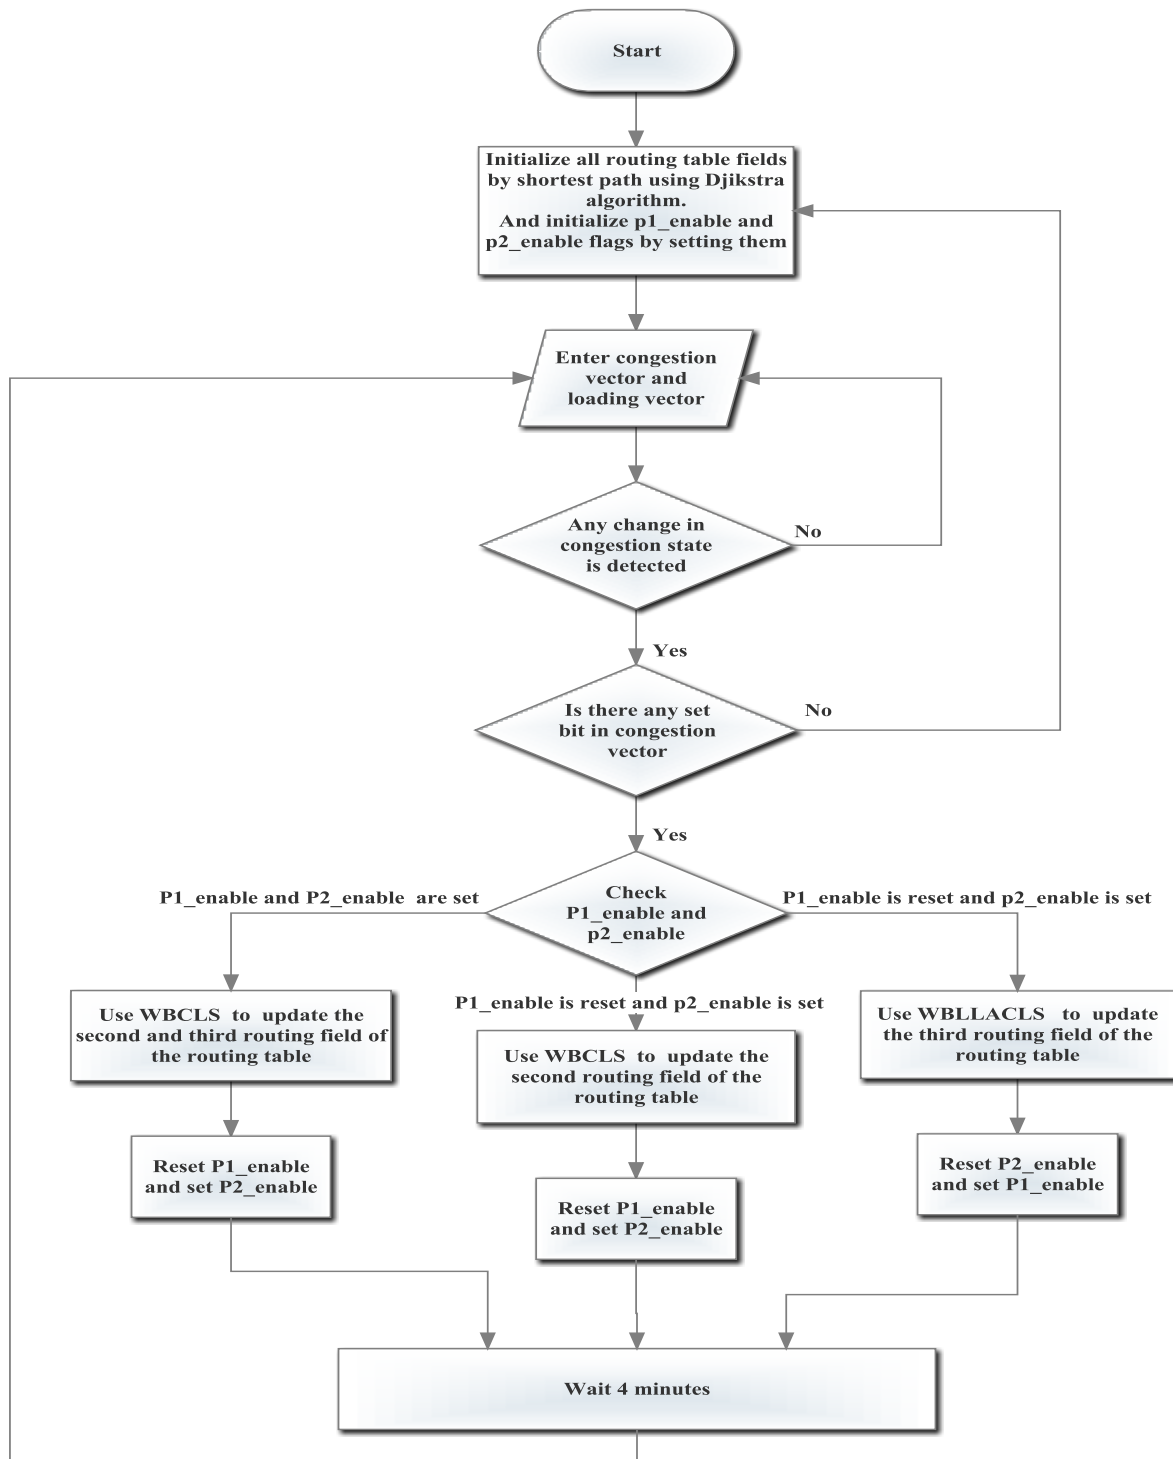 Start
Initialize all routing table fields
by shortest path using Djikstra
algorithm.
And initialize p1_enable and
p2_enable flags by setting them
Enter congestion
vector and
loading vector
Any change in
congestion state
is detected
No
Yes
Is there any set
bit in congestion
vector
No
Yes
Check
P1_enable and
p2_enable
P1_enable and P2_enable are set
P1_enable is reset and p2_enable is set
P1_enable is reset and p2_enable is set
Use WBCLS to update the
second and third routing field of
the routing table
Use WBCLS to update the
second routing field of the
routing table
Use WBLLACLS to update
the third routing field of the
routing table
Reset P1_enable
and set P2_enable
Reset P1_enable
and set P2_enable
Reset P2_enable
and set P1_enable
Wait 4 minutes